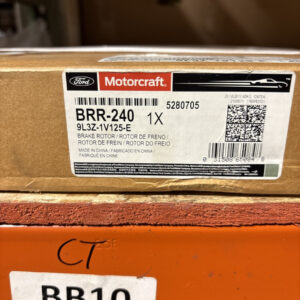 Ford
Motorcraft
5280705
BRR-240 1X
9L3Z-1V125-E
BRAKE ROTOR / ROTOR DE FRENO /
ROTOR DE FREIN / ROTOR DO FREIO
MADE IN CHINA / FABRICADO EN CHINA /
FABRIQUÉ EN CHINE
CT
BB10